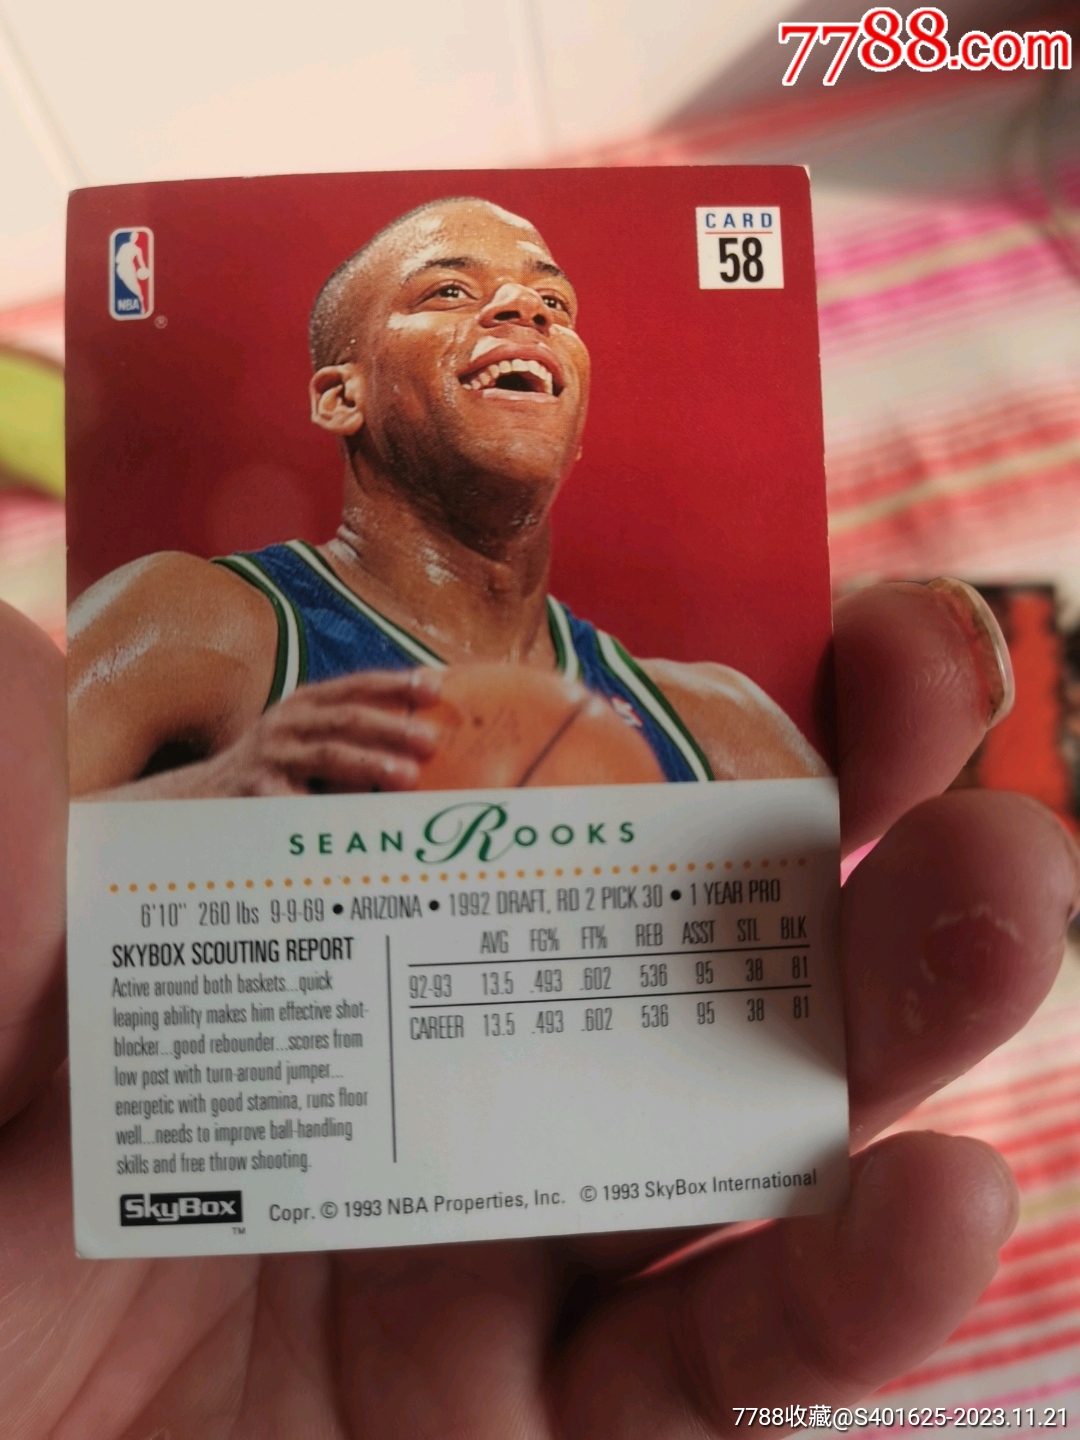 7788.com
CARD
58
NBA
®
SEAN ROOKS
6'10" 260 lbs 9-9-69 • ARIZONA • 1992 DRAFT, RD 2 PICK 30 • 1 YEAR PRO
SKYBOX SCOUTING REPORT
Active around both baskets...quick
leaping ability makes him effective shot-
blocker...good rebounder...scores from
low post with turn-around jumper...
energetic with good stamina, runs floor
well...needs to improve ball-handling
skills and free throw shooting.
AVG FG% FT% REB ASST STL BLK
92-93 13.5 .493 .602 536 95 38 81
CAREER 13.5 .493 .602 536 95 38 81
SkyBox
TM
Copr. © 1993 NBA Properties, Inc. © 1993 SkyBox International
7788收藏@S401625-2023.11.21